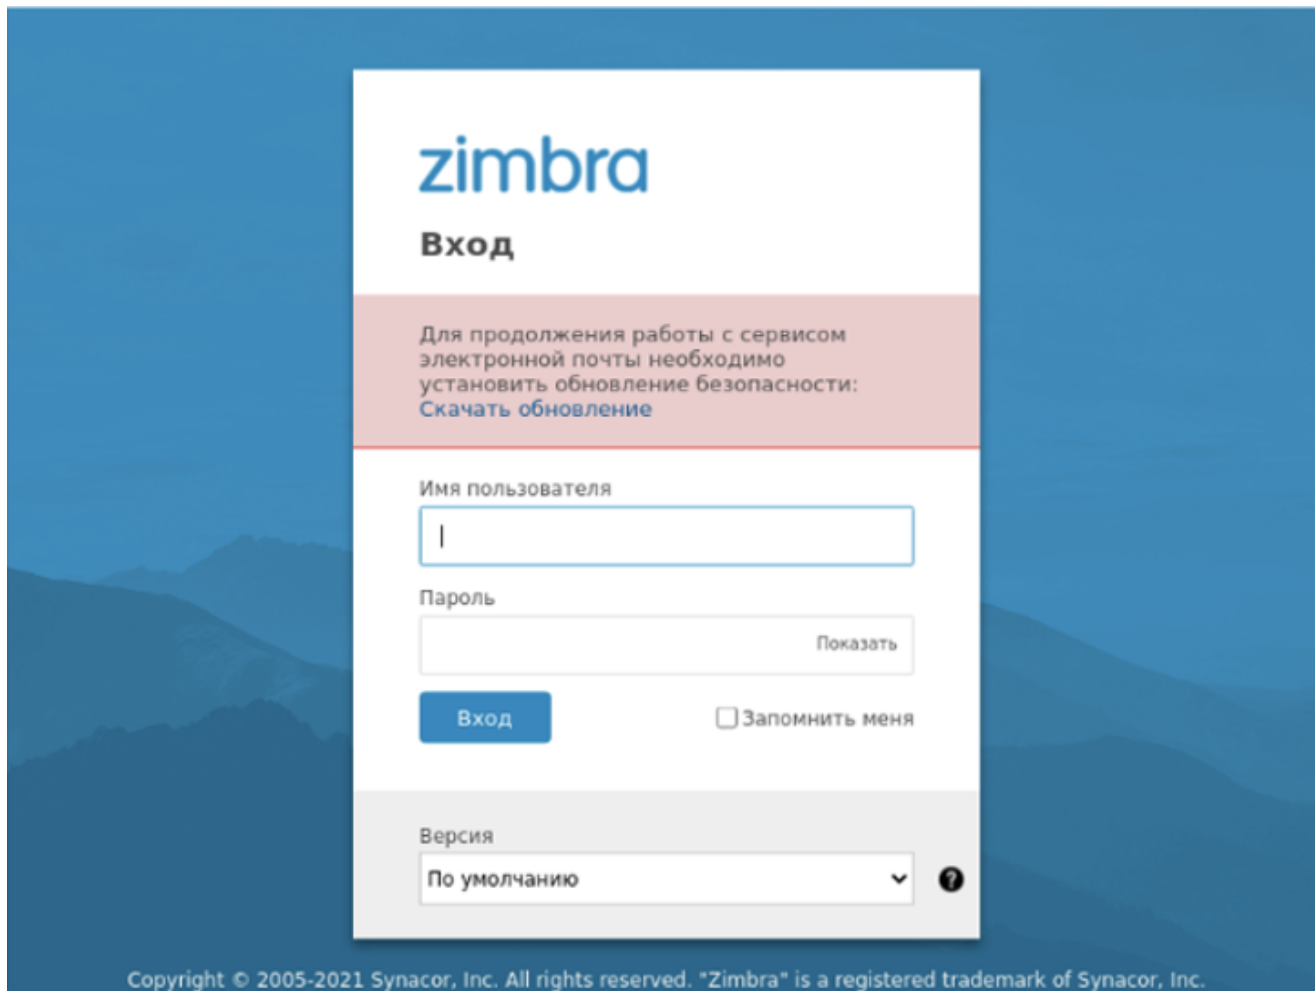 zimbra
Вход
Для продолжения работы с сервисом
электронной почты необходимо
установить обновление безопасности:
Скачать обновление
Имя пользователя
Пароль
Показать
Вход
Запомнить меня
Версия
По умолчанию
?
Copyright © 2005-2021 Synacor, Inc. All rights reserved. "Zimbra" is a registered trademark of Synacor, Inc.